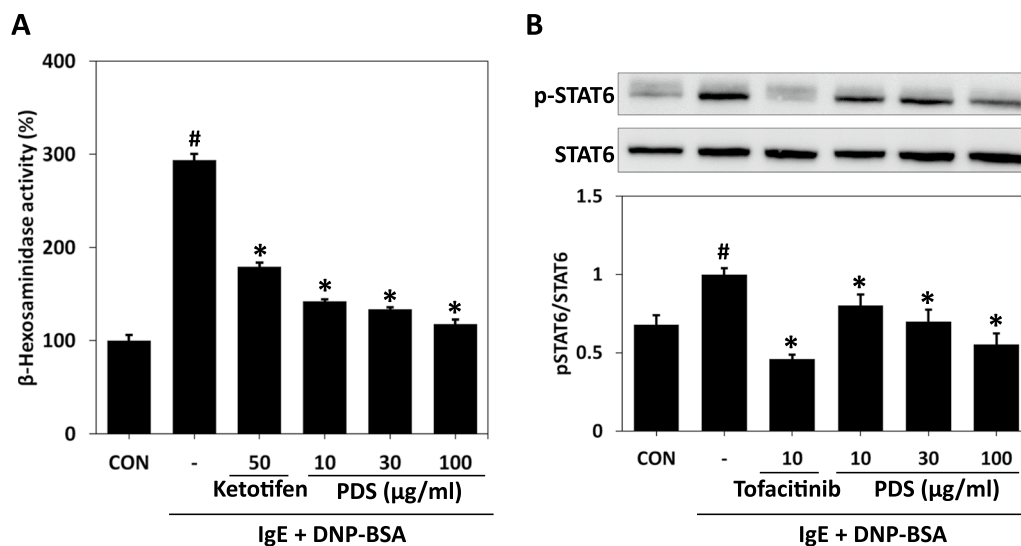 A
β-Hexosaminidase activity (%)
400
300
200
100
0
#
*
*
*
*
CON - 50 10 30 100
Ketotifen PDS (μg/ml)
IgE + DNP-BSA
B
p-STAT6
STAT6
pSTAT6/STAT6
1.5
1
0.5
0
#
*
*
*
*
CON - 10 10 30 100
Tofacitinib PDS (μg/ml)
IgE + DNP-BSA